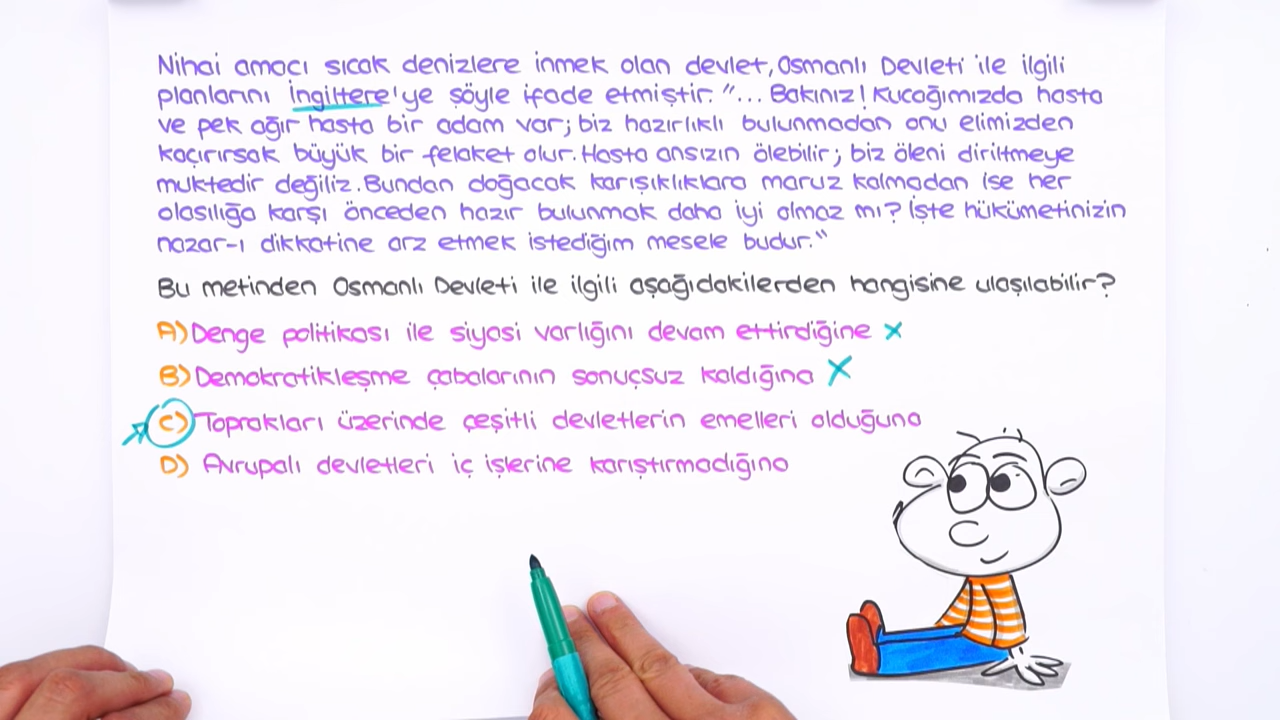 Nihai amacı sıcak denizlere inmek olan devlet, Osmanlı Devleti ile ilgili
planlarını İngiltere'ye şöyle ifade etmiştir. "... Bakınız! Kucağımızda hasta
ve pek ağır hasta bir adam var; biz hazırlıklı bulunmadan onu elimizden
kaçırırsak büyük bir felaket olur. Hasta ansızın ölebilir; biz öleni diriltmeye
muktedir değiliz. Bundan doğacak karışıklıklara maruz kalmadan ise her
olasılığa karşı önceden hazır bulunmak daha iyi olmaz mı? İşte hükümetinizin
nazar-ı dikkatine arz etmek istediğim mesele budur."
Bu metinden Osmanlı Devleti ile ilgili aşağıdakilerden hangisine ulaşılabilir?
A) Denge politikası ile siyasi varlığını devam ettirdiğine
B) Demokratikleşme çabalarının sonuçsuz kaldığına
C) Toprakları üzerinde çeşitli devletlerin emelleri olduğuna
D) Avrupalı devletleri iç işlerine karıştırmadığına